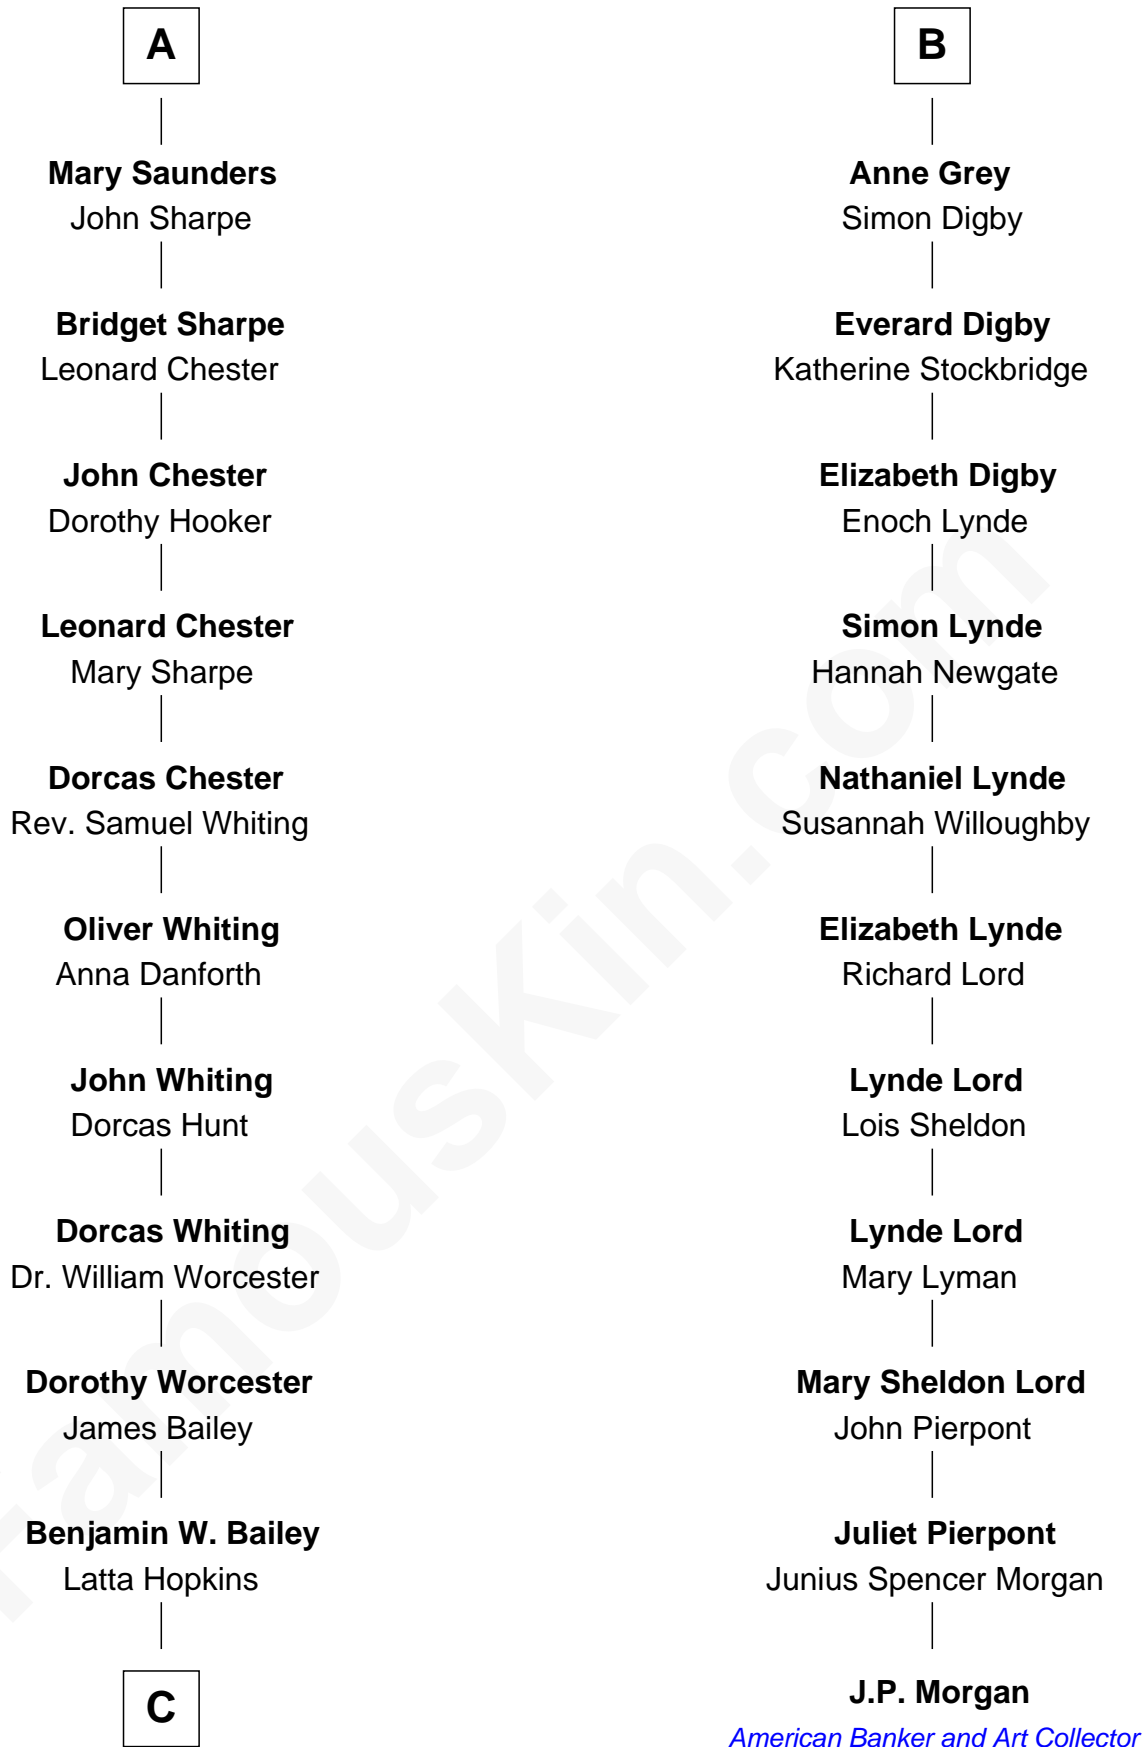 A
Mary Saunders
John Sharpe
Bridget Sharpe
Leonard Chester
John Chester
Dorothy Hooker
Leonard Chester
Mary Sharpe
Dorcas Chester
Rev. Samuel Whiting
Oliver Whiting
Anna Danforth
John Whiting
Dorcas Hunt
Dorcas Whiting
Dr. William Worcester
Dorothy Worcester
James Bailey
Benjamin W. Bailey
Latta Hopkins
C
B
Anne Grey
Simon Digby
Everard Digby
Katherine Stockbridge
Elizabeth Digby
Enoch Lynde
Simon Lynde
Hannah Newgate
Nathaniel Lynde
Susannah Willoughby
Elizabeth Lynde
Richard Lord
Lynde Lord
Lois Sheldon
Lynde Lord
Mary Lyman
Mary Sheldon Lord
John Pierpont
Juliet Pierpont
Junius Spencer Morgan
J.P. Morgan
American Banker and Art Collector
FamousKin.com